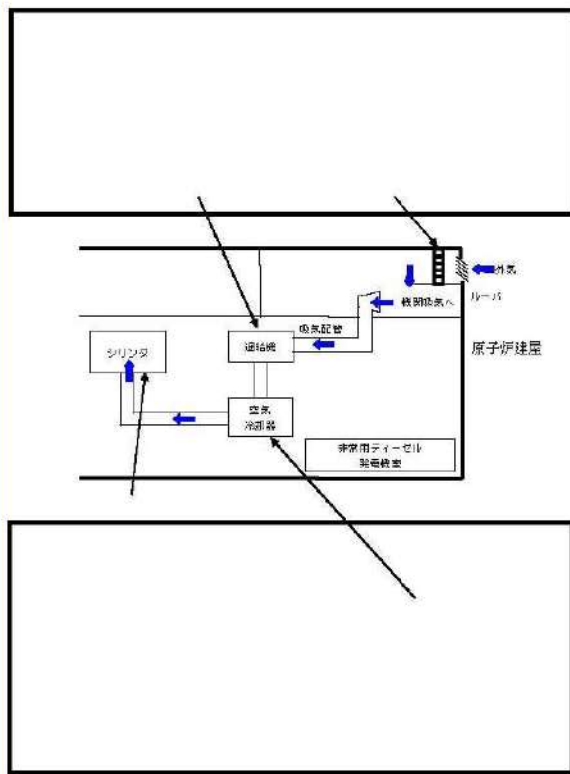 外気
ルーバ
機関吸気へ
吸気配管
原子炉建屋
シリンダ
過給機
空気
冷却器
非常用ディーゼル
発電機室